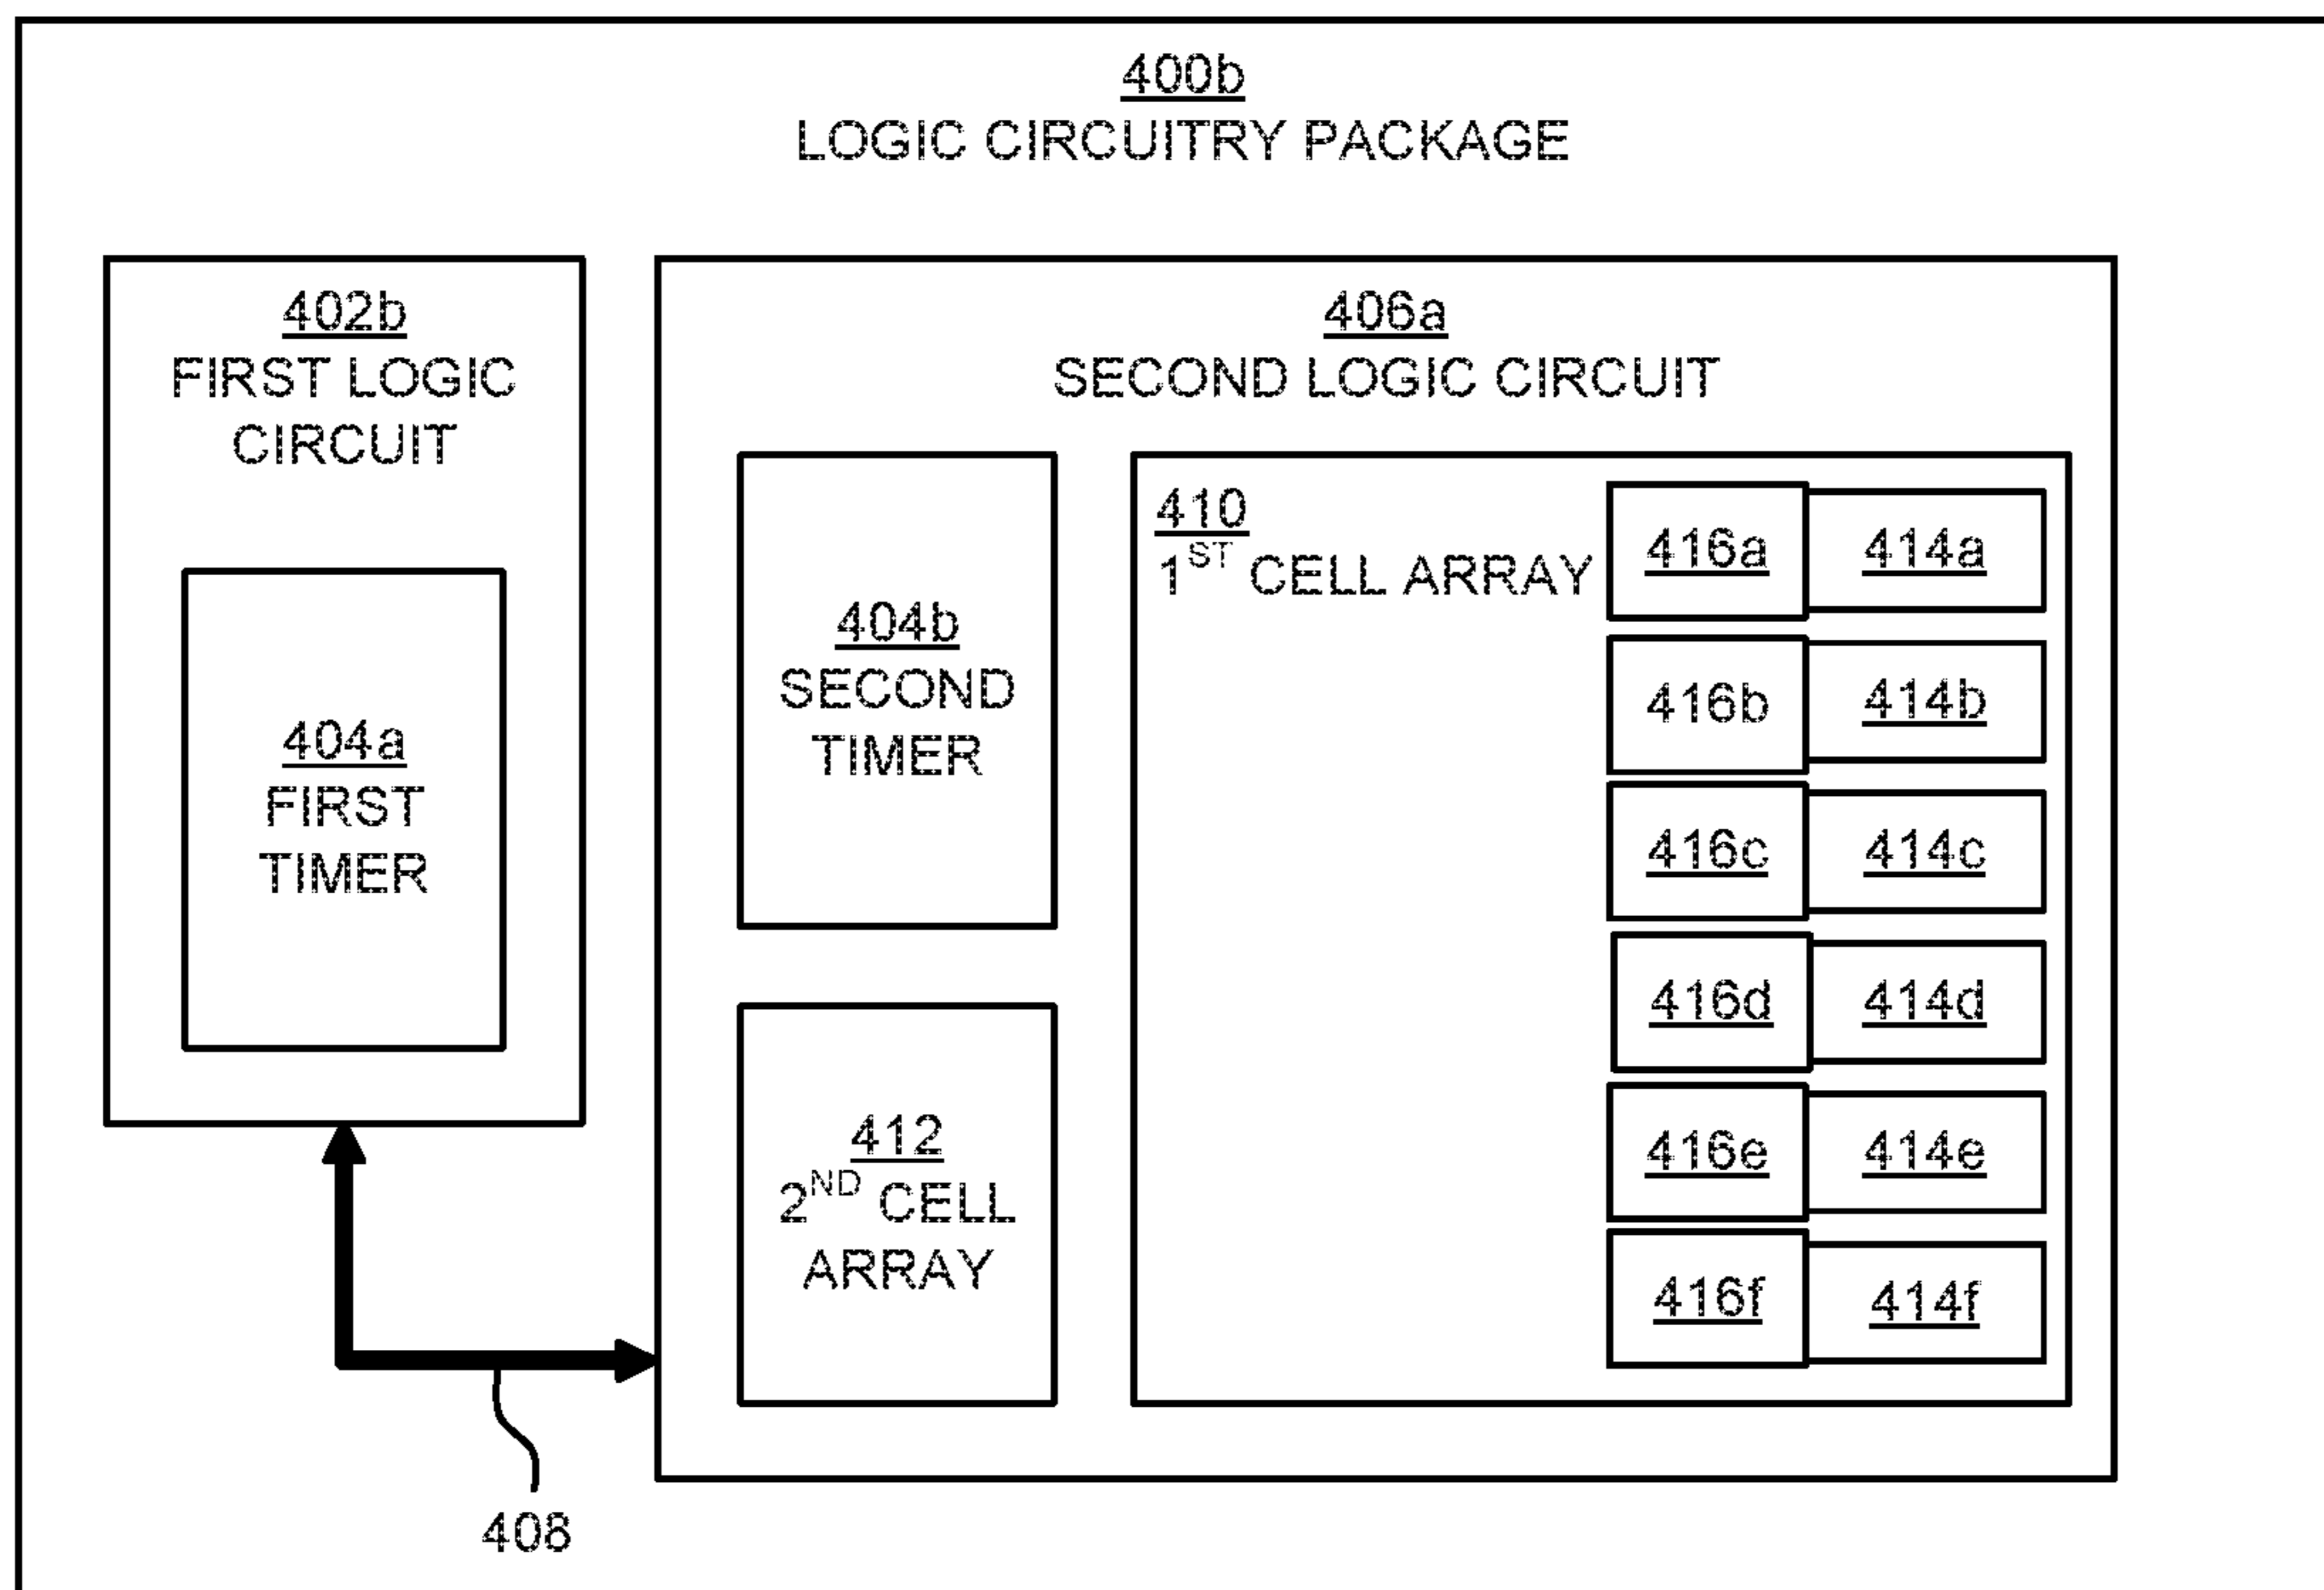 400b
LOGIC CIRCUITRY PACKAGE
402b
FIRST LOGIC
CIRCUIT
404a
FIRST
TIMER
406a
SECOND LOGIC CIRCUIT
404b
SECOND
TIMER
412
2ND CELL
ARRAY
410
1ST CELL ARRAY
416a 414a
416b 414b
416c 414c
416d 414d
416e 414e
416f 414f
408